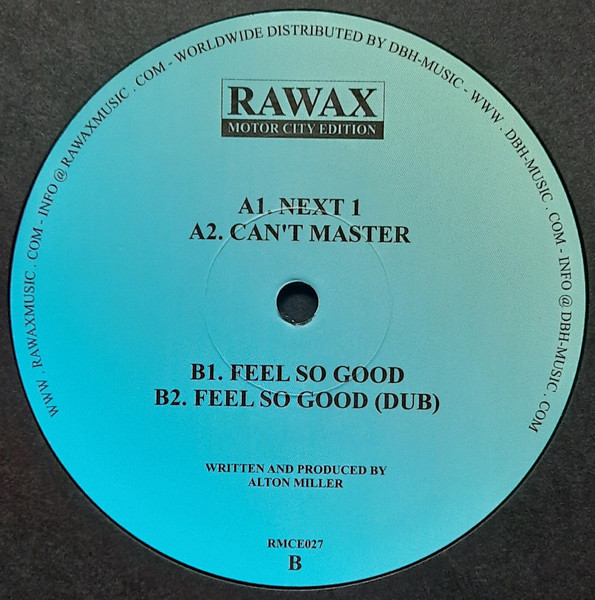 WWW . RAWAXMUSIC . COM - INFO @ RAWAXMUSIC . COM - WORLDWIDE DISTRIBUTED BY DBH-MUSIC - WWW . DBH-MUSIC . COM - INFO @ DBH-MUSIC . COM
RAWAX
MOTOR CITY EDITION
A1. NEXT 1
A2. CAN'T MASTER
B1. FEEL SO GOOD
B2. FEEL SO GOOD (DUB)
WRITTEN AND PRODUCED BY
ALTON MILLER
RMCE027
B